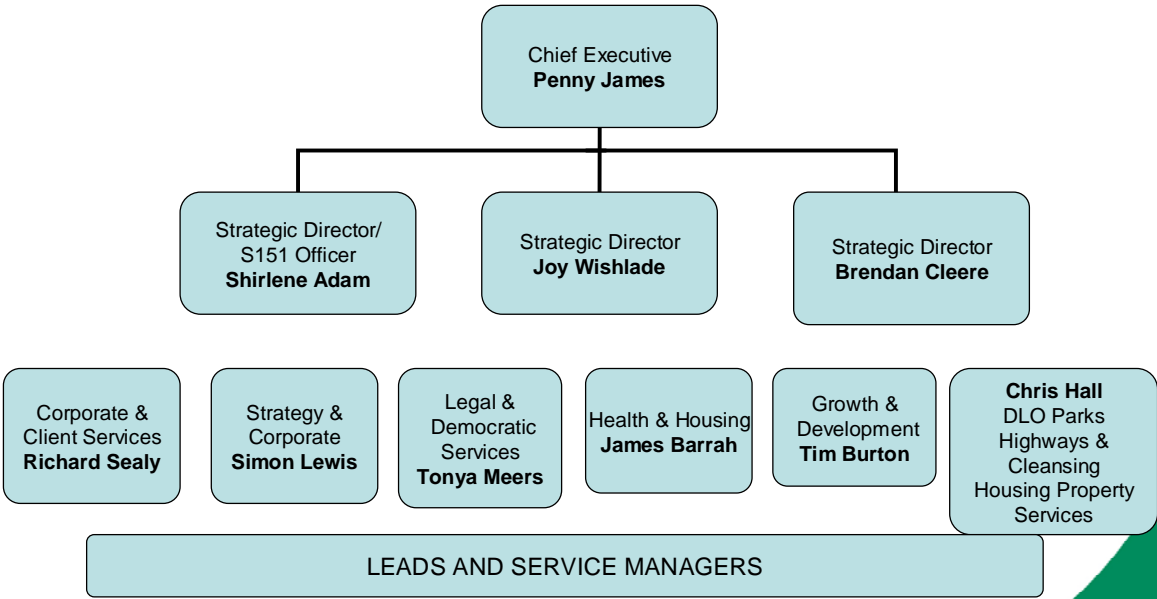 Chief Executive
Penny James
Strategic Director/
S151 Officer
Shirlene Adam
Strategic Director
Joy Wishlade
Strategic Director
Brendan Cleere
Corporate &
Client Services
Richard Sealy
Strategy &
Corporate
Simon Lewis
Legal &
Democratic
Services
Tonya Meers
Health & Housing
James Barrah
Growth &
Development
Tim Burton
Chris Hall
DLO Parks
Highways &
Cleansing
Housing Property
Services
LEADS AND SERVICE MANAGERS